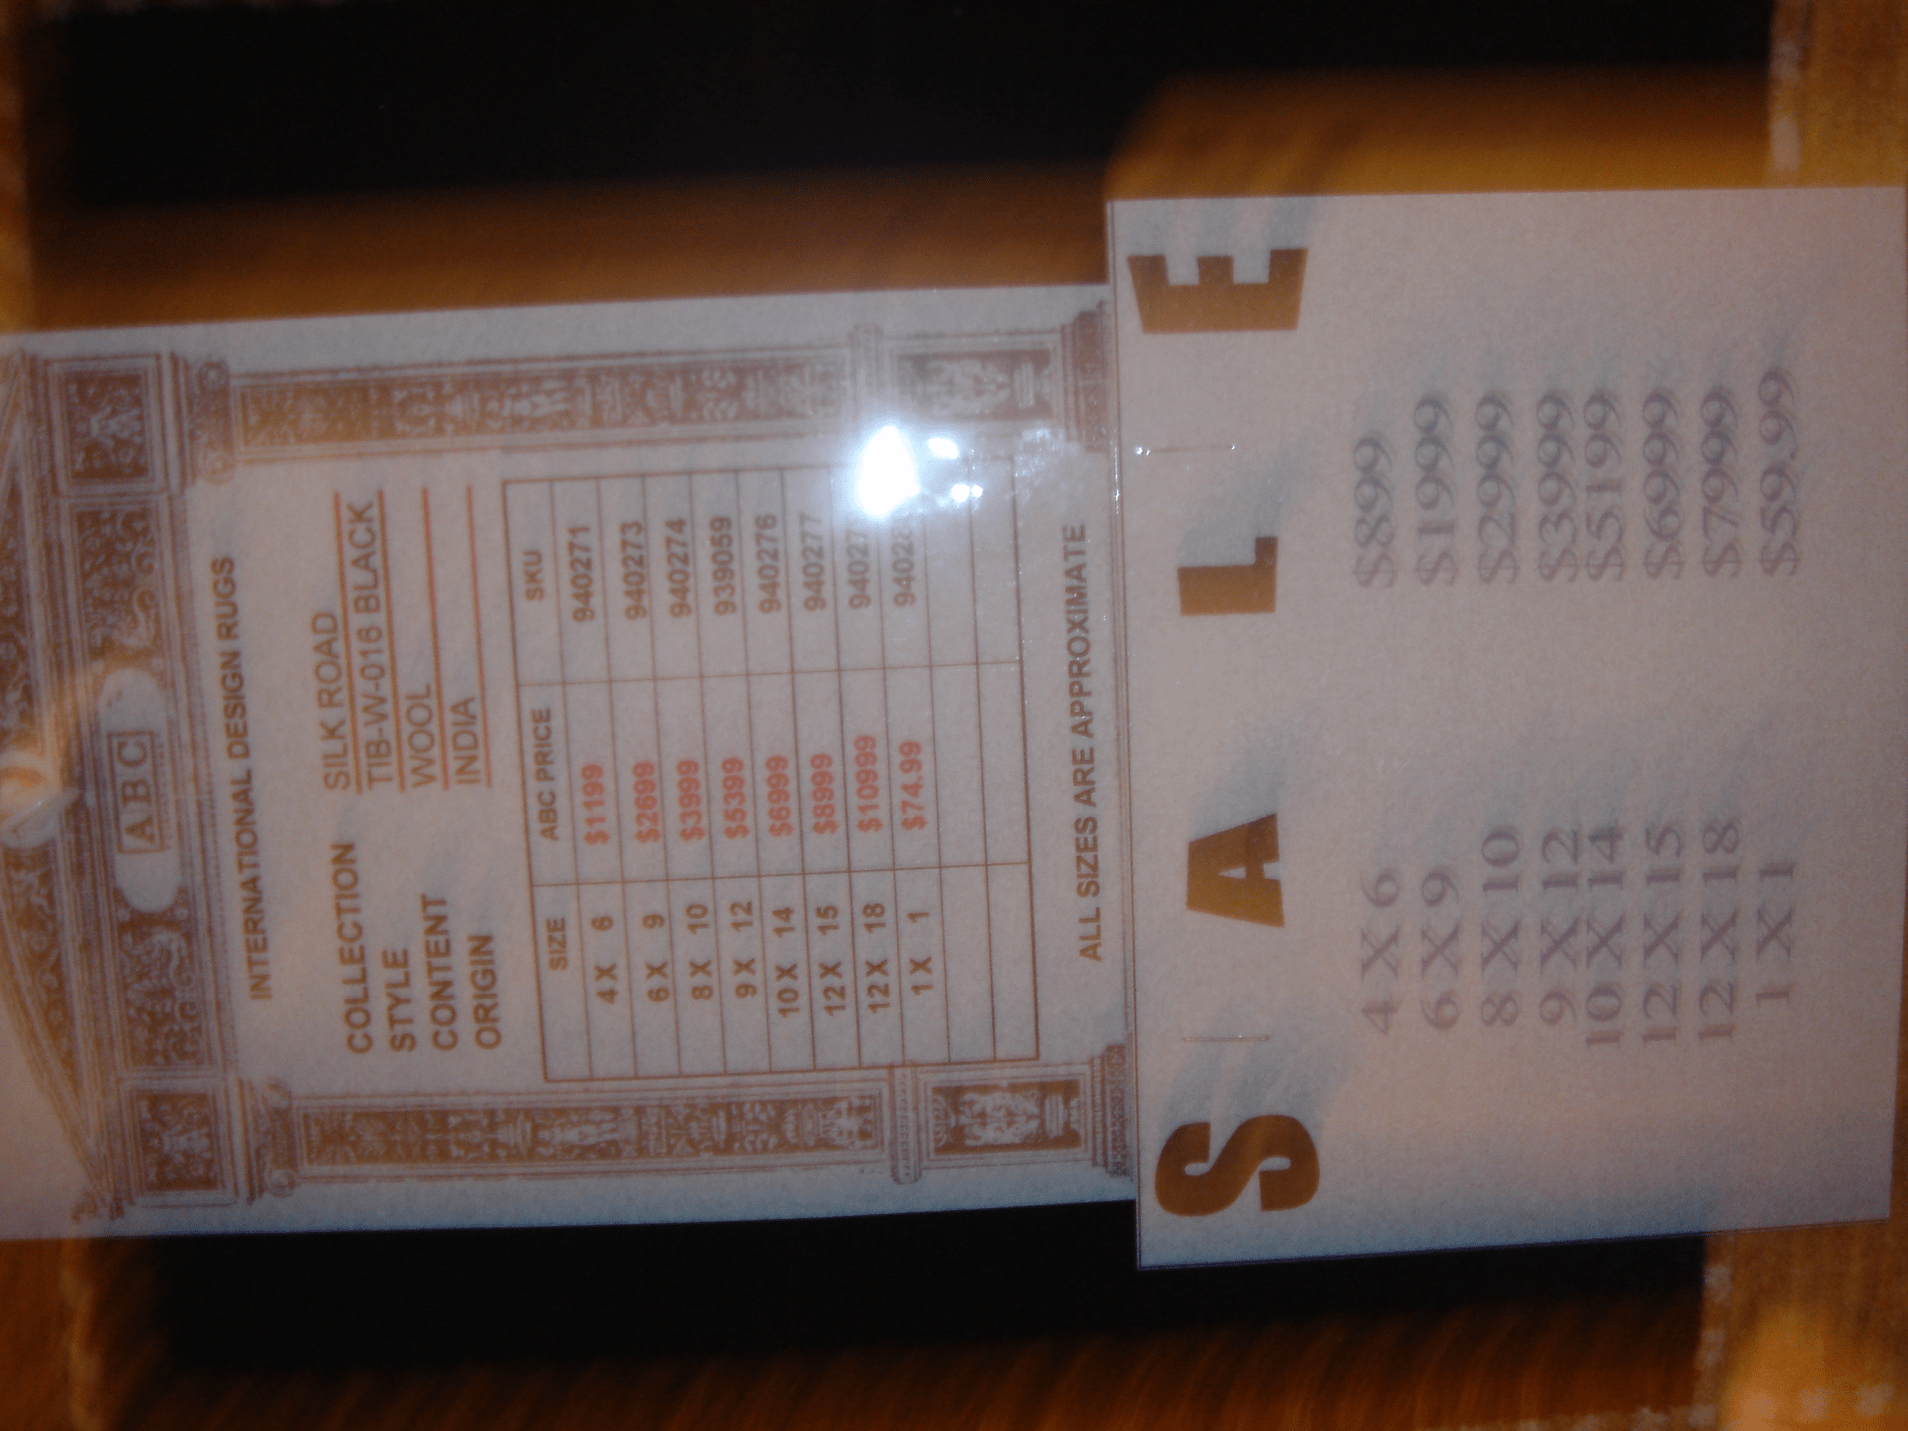 ABC
INTERNATIONAL DESIGN RUGS
COLLECTION SILK ROAD
STYLE TIB-W-016 BLACK
CONTENT WOOL
ORIGIN INDIA
SIZE ABC PRICE SKU
4 X 6 $1199 940271
6 X 9 $2699 940273
8 X 10 $3999 940274
9 X 12 $5399 939059
10 X 14 $6999 940276
12 X 15 $8999 940277
12 X 18 $10999
1 X 1 $74.99
ALL SIZES ARE APPROXIMATE
SALE
4 X 6 $899
6 X 9 $1999
8 X 10 $2999
9 X 12 $3999
10 X 14 $5199
12 X 15 $6999
12 X 18 $7999
1 X 1 $59.99